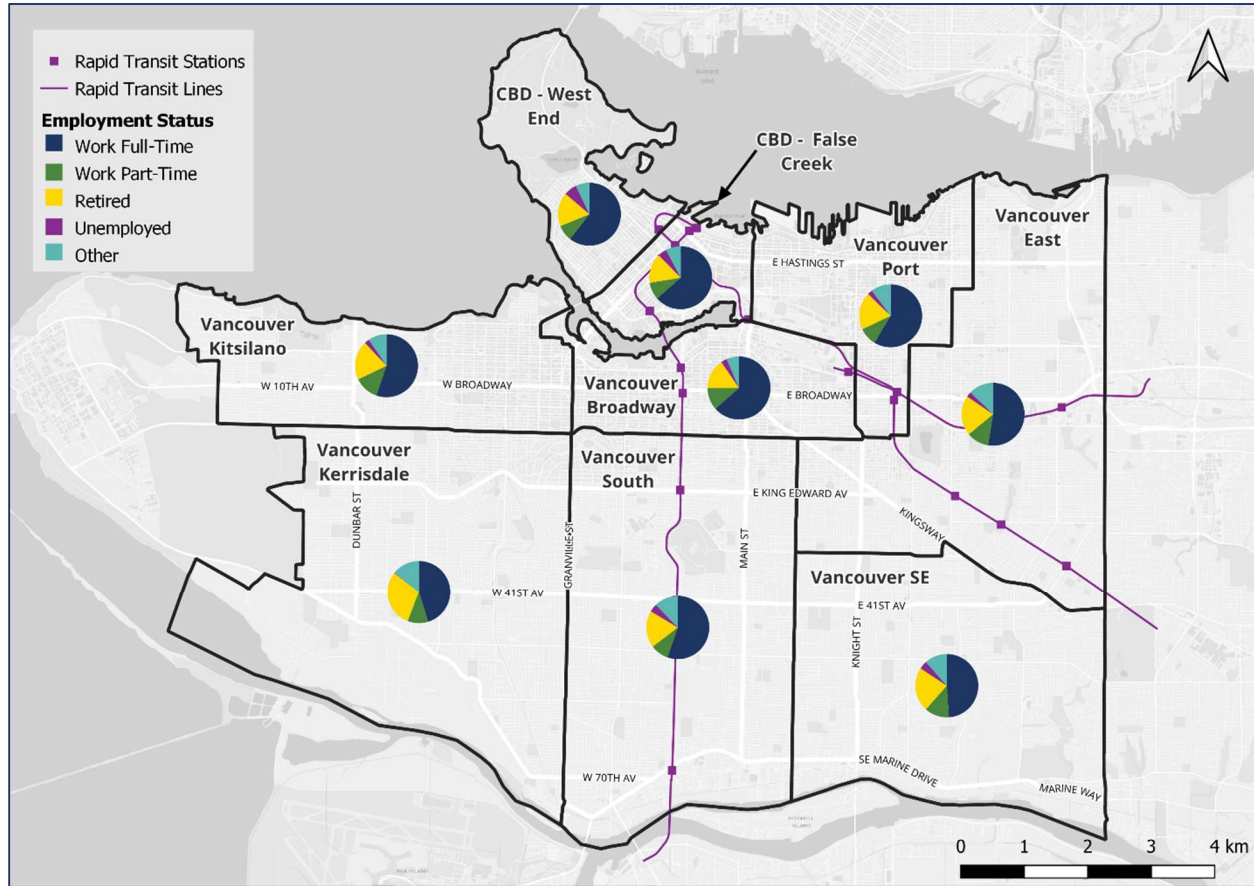 Rapid Transit Stations
Rapid Transit Lines
Employment Status
Work Full-Time
Work Part-Time
Retired
Unemployed
Other
CBD - West
End
CBD - False
Creek
Vancouver
East
Vancouver
Port
E HASTINGS ST
Vancouver
Kitsilano
W 10TH AV
W BROADWAY
Vancouver
Broadway
E BROADWAY
Vancouver
Kerrisdale
Vancouver
South
DUNBAR ST
GRANVILLE ST
MAIN ST
E KING EDWARD AV
KINGSWAY
Vancouver SE
W 41ST AV
E 41ST AV
KNIGHT ST
W 70TH AV
SE MARINE DRIVE
MARINE WAY
0 1 2 3 4 km